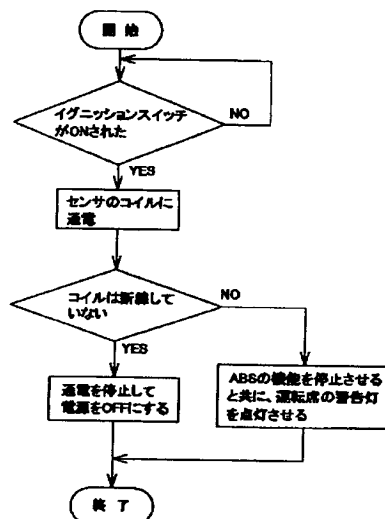 開 始
イグニッションスイッチ
がONされた
NO
YES
センサのコイルに
通電
コイルは断線して
いない
NO
YES
通電を停止して
電源をOFFにする
ABSの機能を停止させる
と共に、運転席の警告灯
を点灯させる
終 了